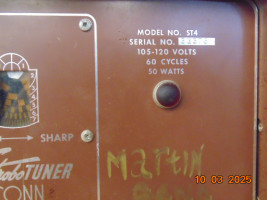 MODEL NO. ST4
SERIAL NO.
105-120 VOLTS
60 CYCLES
50 WATTS
SHARP
TUNER
CONN
MARTIN
10-03-2025